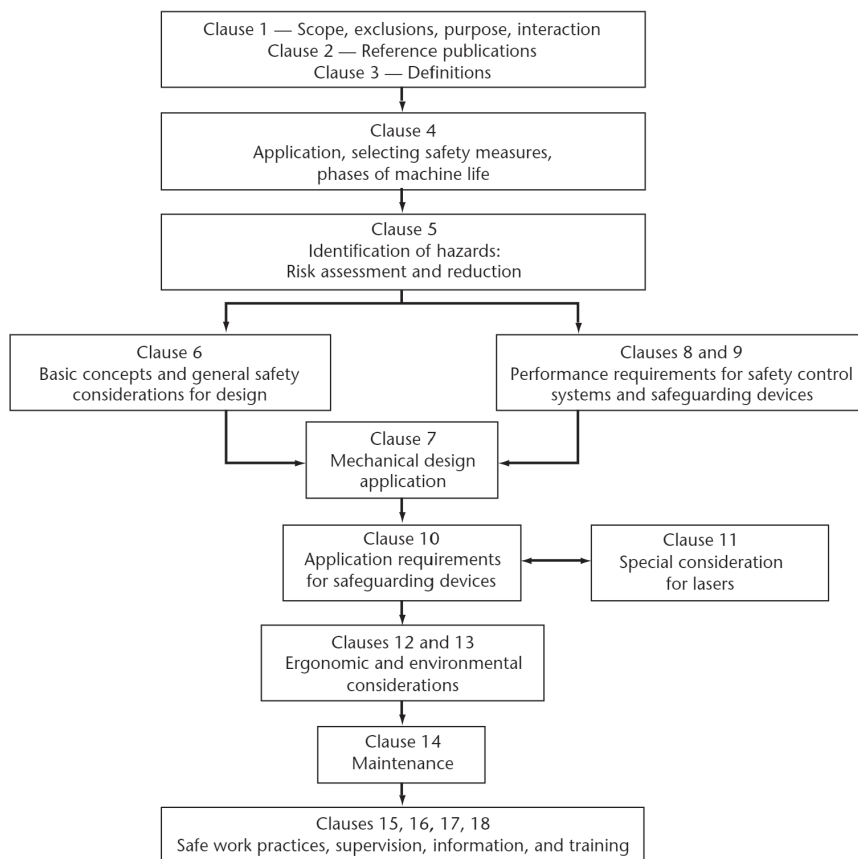 Clause 1 — Scope, exclusions, purpose, interaction
Clause 2 — Reference publications
Clause 3 — Definitions
Clause 4
Application, selecting safety measures,
phases of machine life
Clause 5
Identification of hazards:
Risk assessment and reduction
Clause 6
Basic concepts and general safety
considerations for design
Clauses 8 and 9
Performance requirements for safety control
systems and safeguarding devices
Clause 7
Mechanical design
application
Clause 10
Application requirements
for safeguarding devices
Clause 11
Special consideration
for lasers
Clauses 12 and 13
Ergonomic and environmental
considerations
Clause 14
Maintenance
Clauses 15, 16, 17, 18
Safe work practices, supervision, information, and training